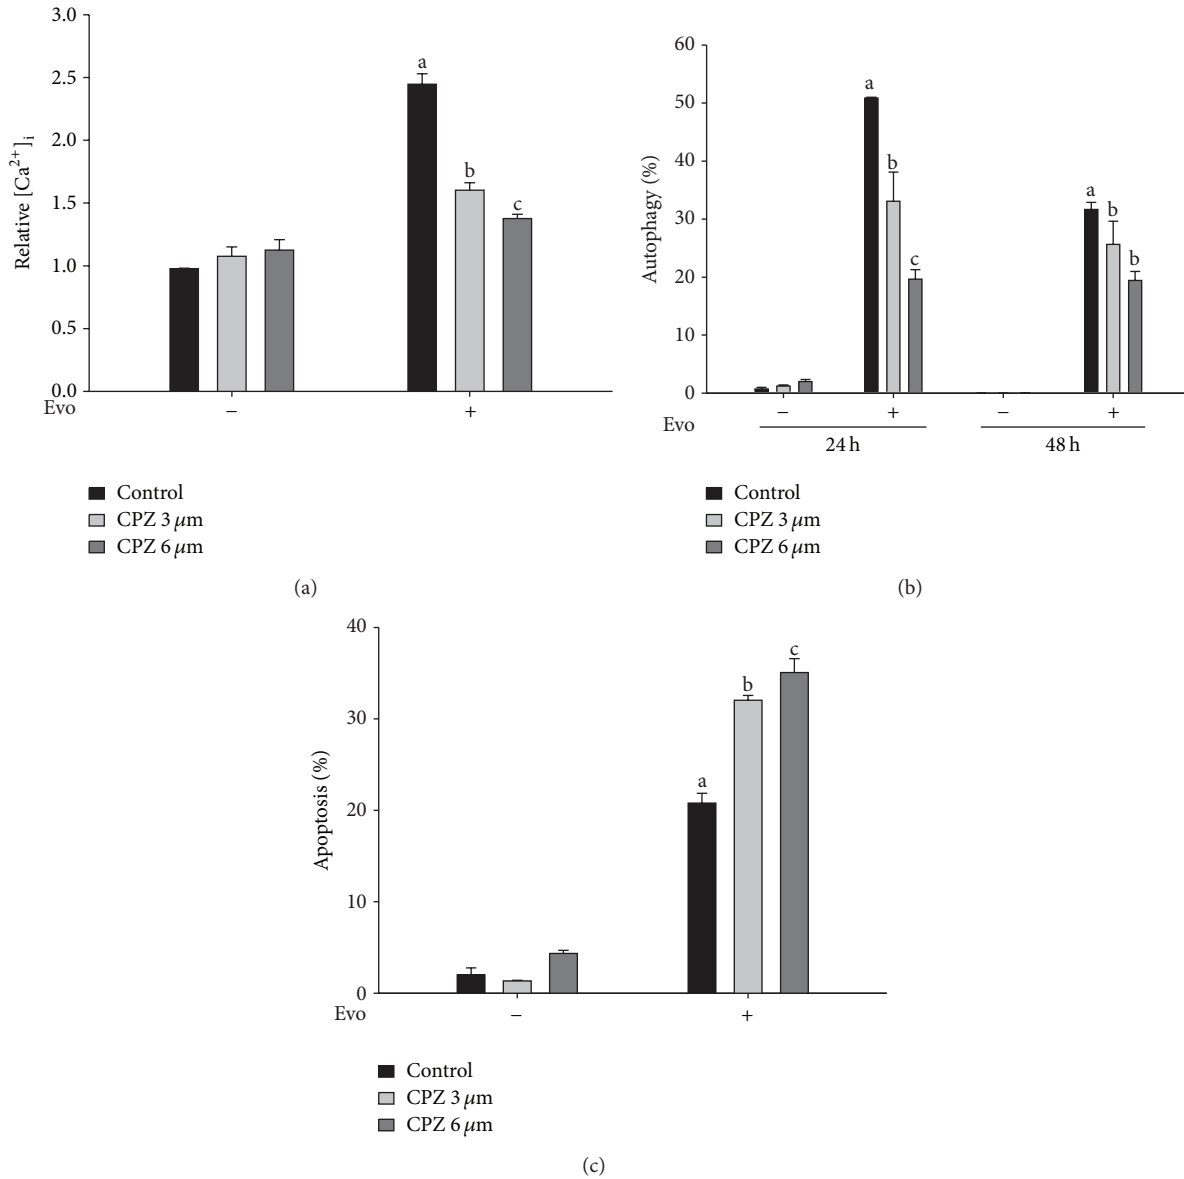 3.0
2.5
2.0
1.5
1.0
0.5
0.0
Relative [Ca²⁺]ᵢ
a
b
c
Evo
−
+
Control
CPZ 3 μm
CPZ 6 μm
(a)
60
50
40
30
20
10
0
Autophagy (%)
a
b
c
a
b
b
Evo
− + − +
24 h 48 h
Control
CPZ 3 μm
CPZ 6 μm
(b)
40
30
20
10
0
Apoptosis (%)
a
b
c
Evo
− +
Control
CPZ 3 μm
CPZ 6 μm
(c)